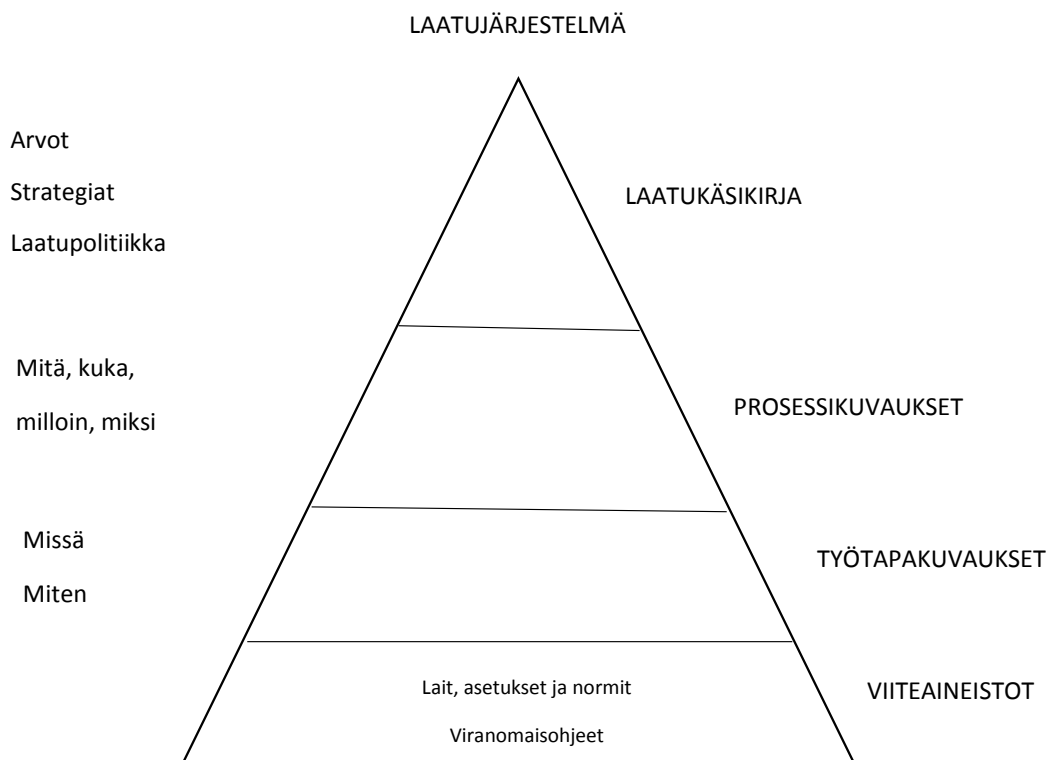 LAATUJÄRJESTELMÄ
Arvot
Strategiat
LAATUKÄSIKIRJA
Laatupolitiikka
Mitä, kuka,
milloin, miksi
PROSESSIKUVAUKSET
Missä
TYÖTAPAKUVAUKSET
Miten
Lait, asetukset ja normit
VIITEAINEISTOT
Viranomaisohjeet